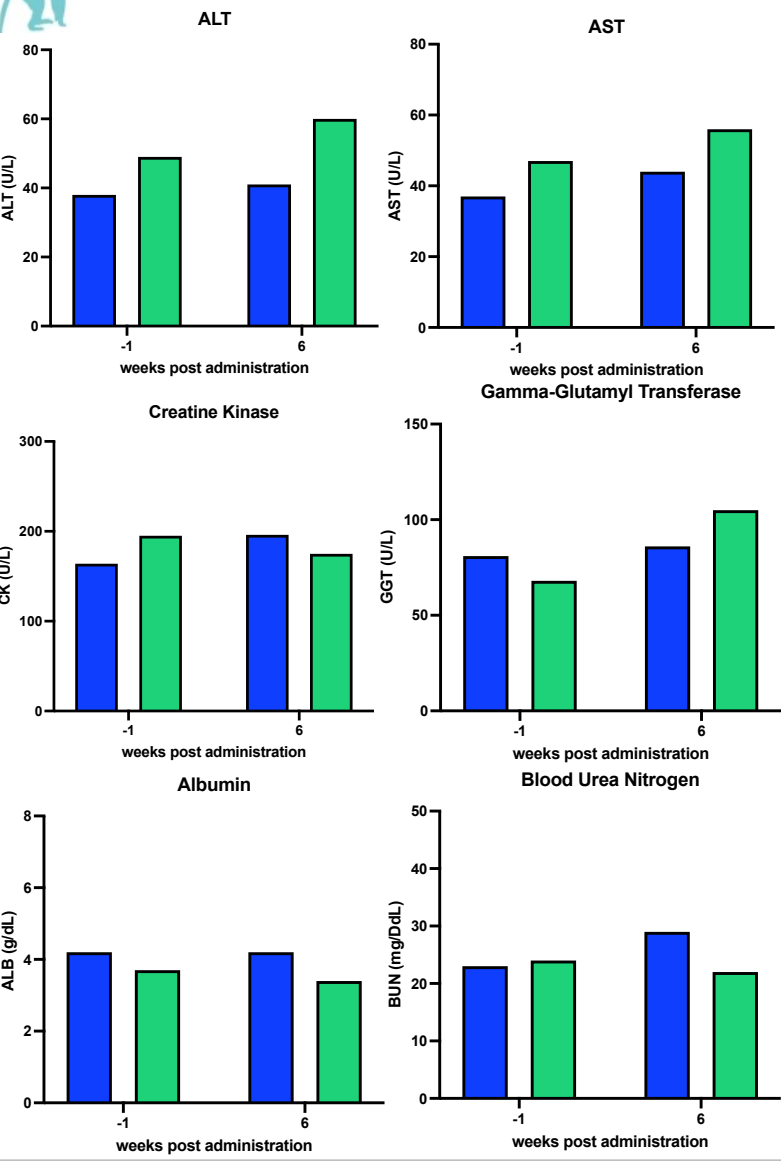 ALT
80
60
40
20
0
ALT (U/L)
-1
6
weeks post administration
AST
80
60
40
20
0
AST (U/L)
-1
6
weeks post administration
Creatine Kinase
300
200
100
0
CK (U/L)
-1
6
weeks post administration
Gamma-Glutamyl Transferase
150
100
50
0
GGT (U/L)
-1
6
weeks post administration
Albumin
8
6
4
2
0
ALB (g/dL)
-1
6
weeks post administration
Blood Urea Nitrogen
50
40
30
20
10
0
BUN (mg/DdL)
-1
6
weeks post administration